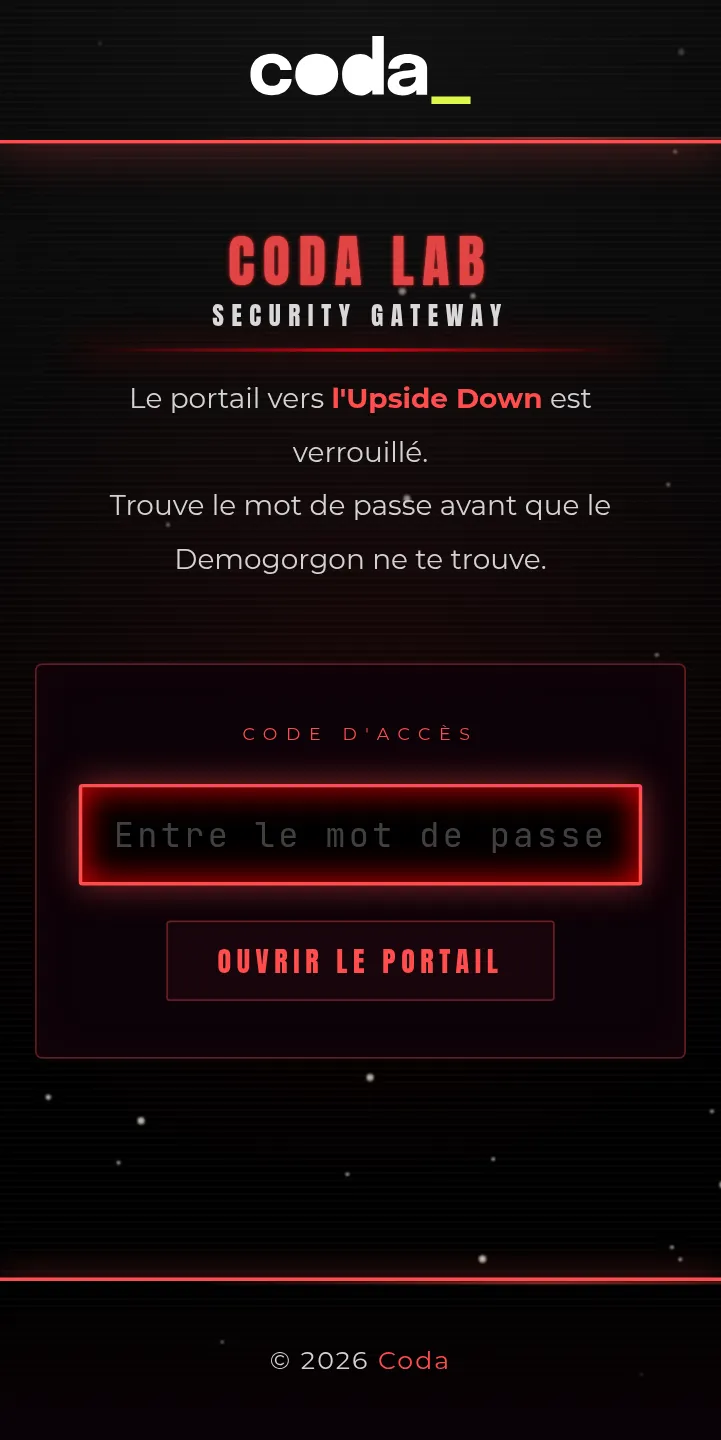 coda_
CODA LAB
SECURITY GATEWAY
Le portail vers l'Upside Down est
verrouillé.
Trouve le mot de passe avant que le
Demogorgon ne te trouve.
CODE D'ACCÈS
Entre le mot de passe
OUVRIR LE PORTAIL
© 2026 Coda